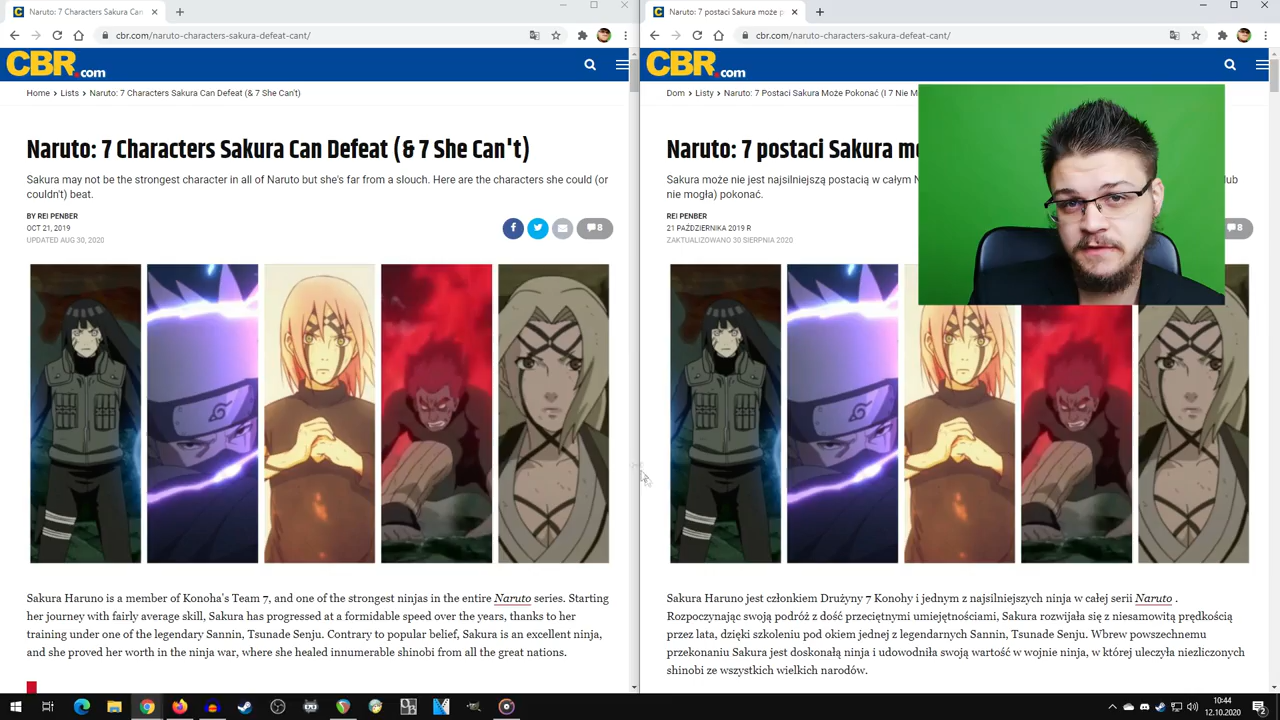 Naruto: 7 Characters Sakura Can
cbr.com/naruto-characters-sakura-defeat-cant/
CBR.com
Home > Lists > Naruto: 7 Characters Sakura Can Defeat (& 7 She Can't)
Naruto: 7 Characters Sakura Can Defeat (& 7 She Can't)
Sakura may not be the strongest character in all of Naruto but she's far from a slouch. Here are the characters she could (or
couldn't) beat.
BY REI PENBER
OCT 21, 2019
UPDATED AUG 30, 2020
8
Sakura Haruno is a member of Konoha's Team 7, and one of the strongest ninjas in the entire Naruto series. Starting
her journey with fairly average skill, Sakura has progressed at a formidable speed over the years, thanks to her
training under one of the legendary Sannin, Tsunade Senju. Contrary to popular belief, Sakura is an excellent ninja,
and she proved her worth in the ninja war, where she healed innumerable shinobi from all the great nations.
Naruto: 7 postaci Sakura może p
cbr.com/naruto-characters-sakura-defeat-cant/
CBR.com
Dom > Listy > Naruto: 7 Postaci Sakura Może Pokonać (I 7 Nie M
Naruto: 7 postaci Sakura m
Sakura może nie jest najsilniejszą postacią w całym N lub
nie mogła) pokonać.
REI PENBER
21 PAŹDZIERNIKA 2019 R
ZAKTUALIZOWANO 30 SIERPNIA 2020
8
Sakura Haruno jest członkiem Drużyny 7 Konohy i jednym z najsilniejszych ninja w całej serii Naruto .
Rozpoczynając swoją podróż z dość przeciętnymi umiejętnościami, Sakura rozwijała się z niesamowitą prędkością
przez lata, dzięki szkoleniu pod okiem jednej z legendarnych Sannin, Tsunade Senju. Wbrew powszechnemu
przekonaniu Sakura jest doskonałą ninja i udowodniła swoją wartość w wojnie ninja, w której uleczyła niezliczonych
shinobi ze wszystkich wielkich narodów.
10:44
12.10.2020
2